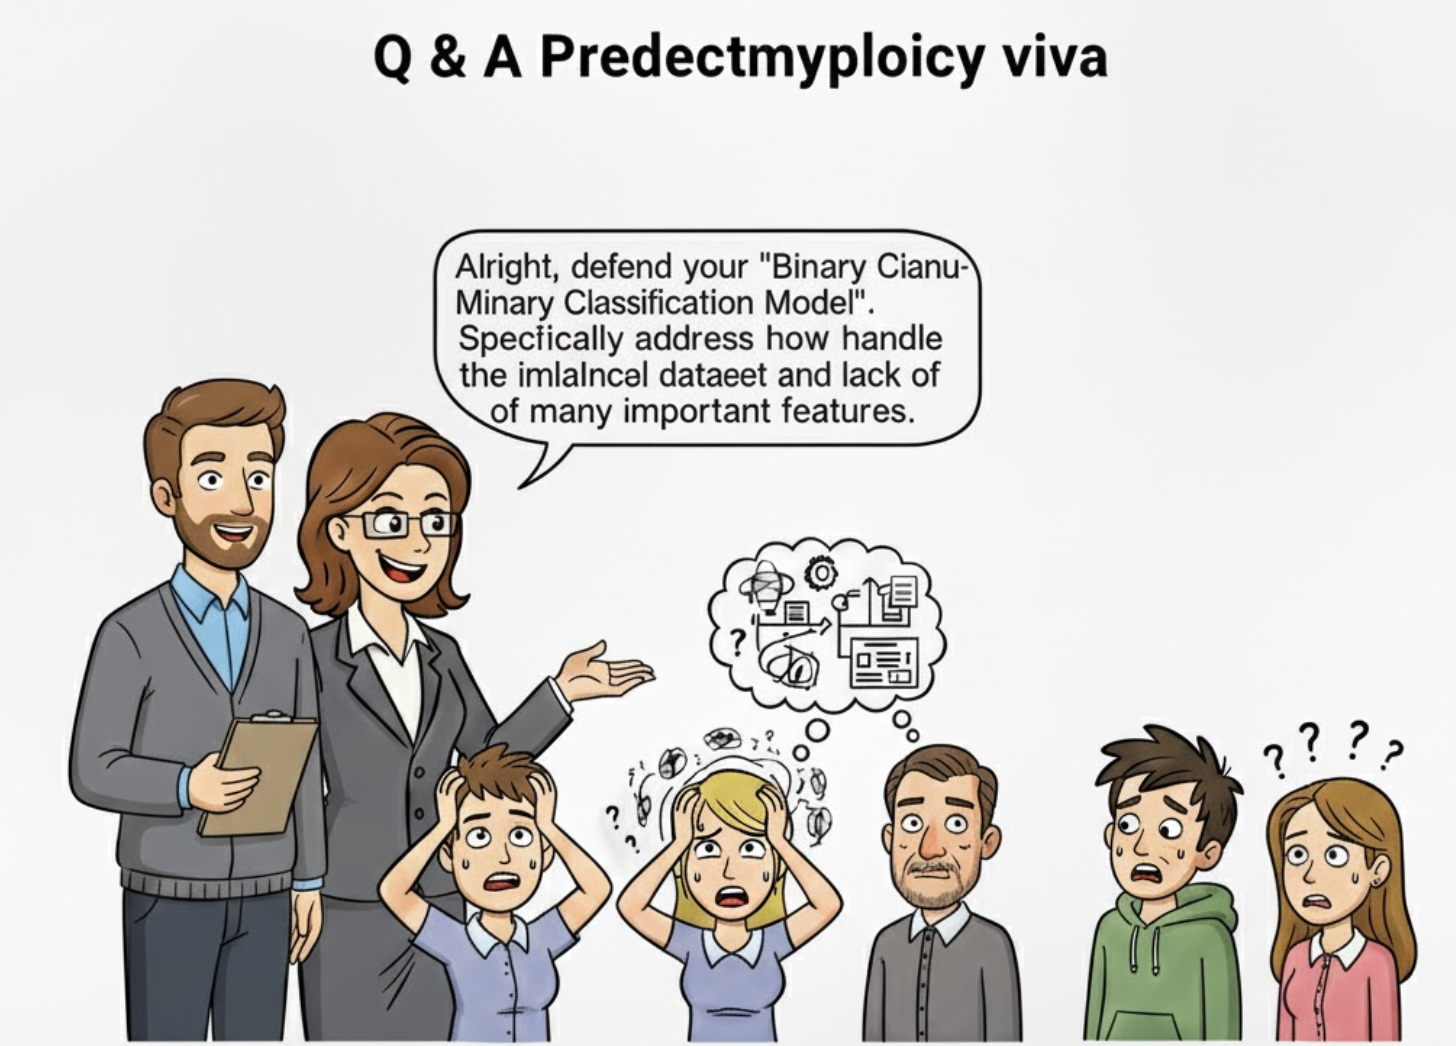 Q & A Predectmyploicy viva
Alright, defend your "Binary Cianu-
Minary Classification Model".
Specfically address how handle
the imlalncel dataeet and lack of
of many important features.
?
? ?
? ? ? ?